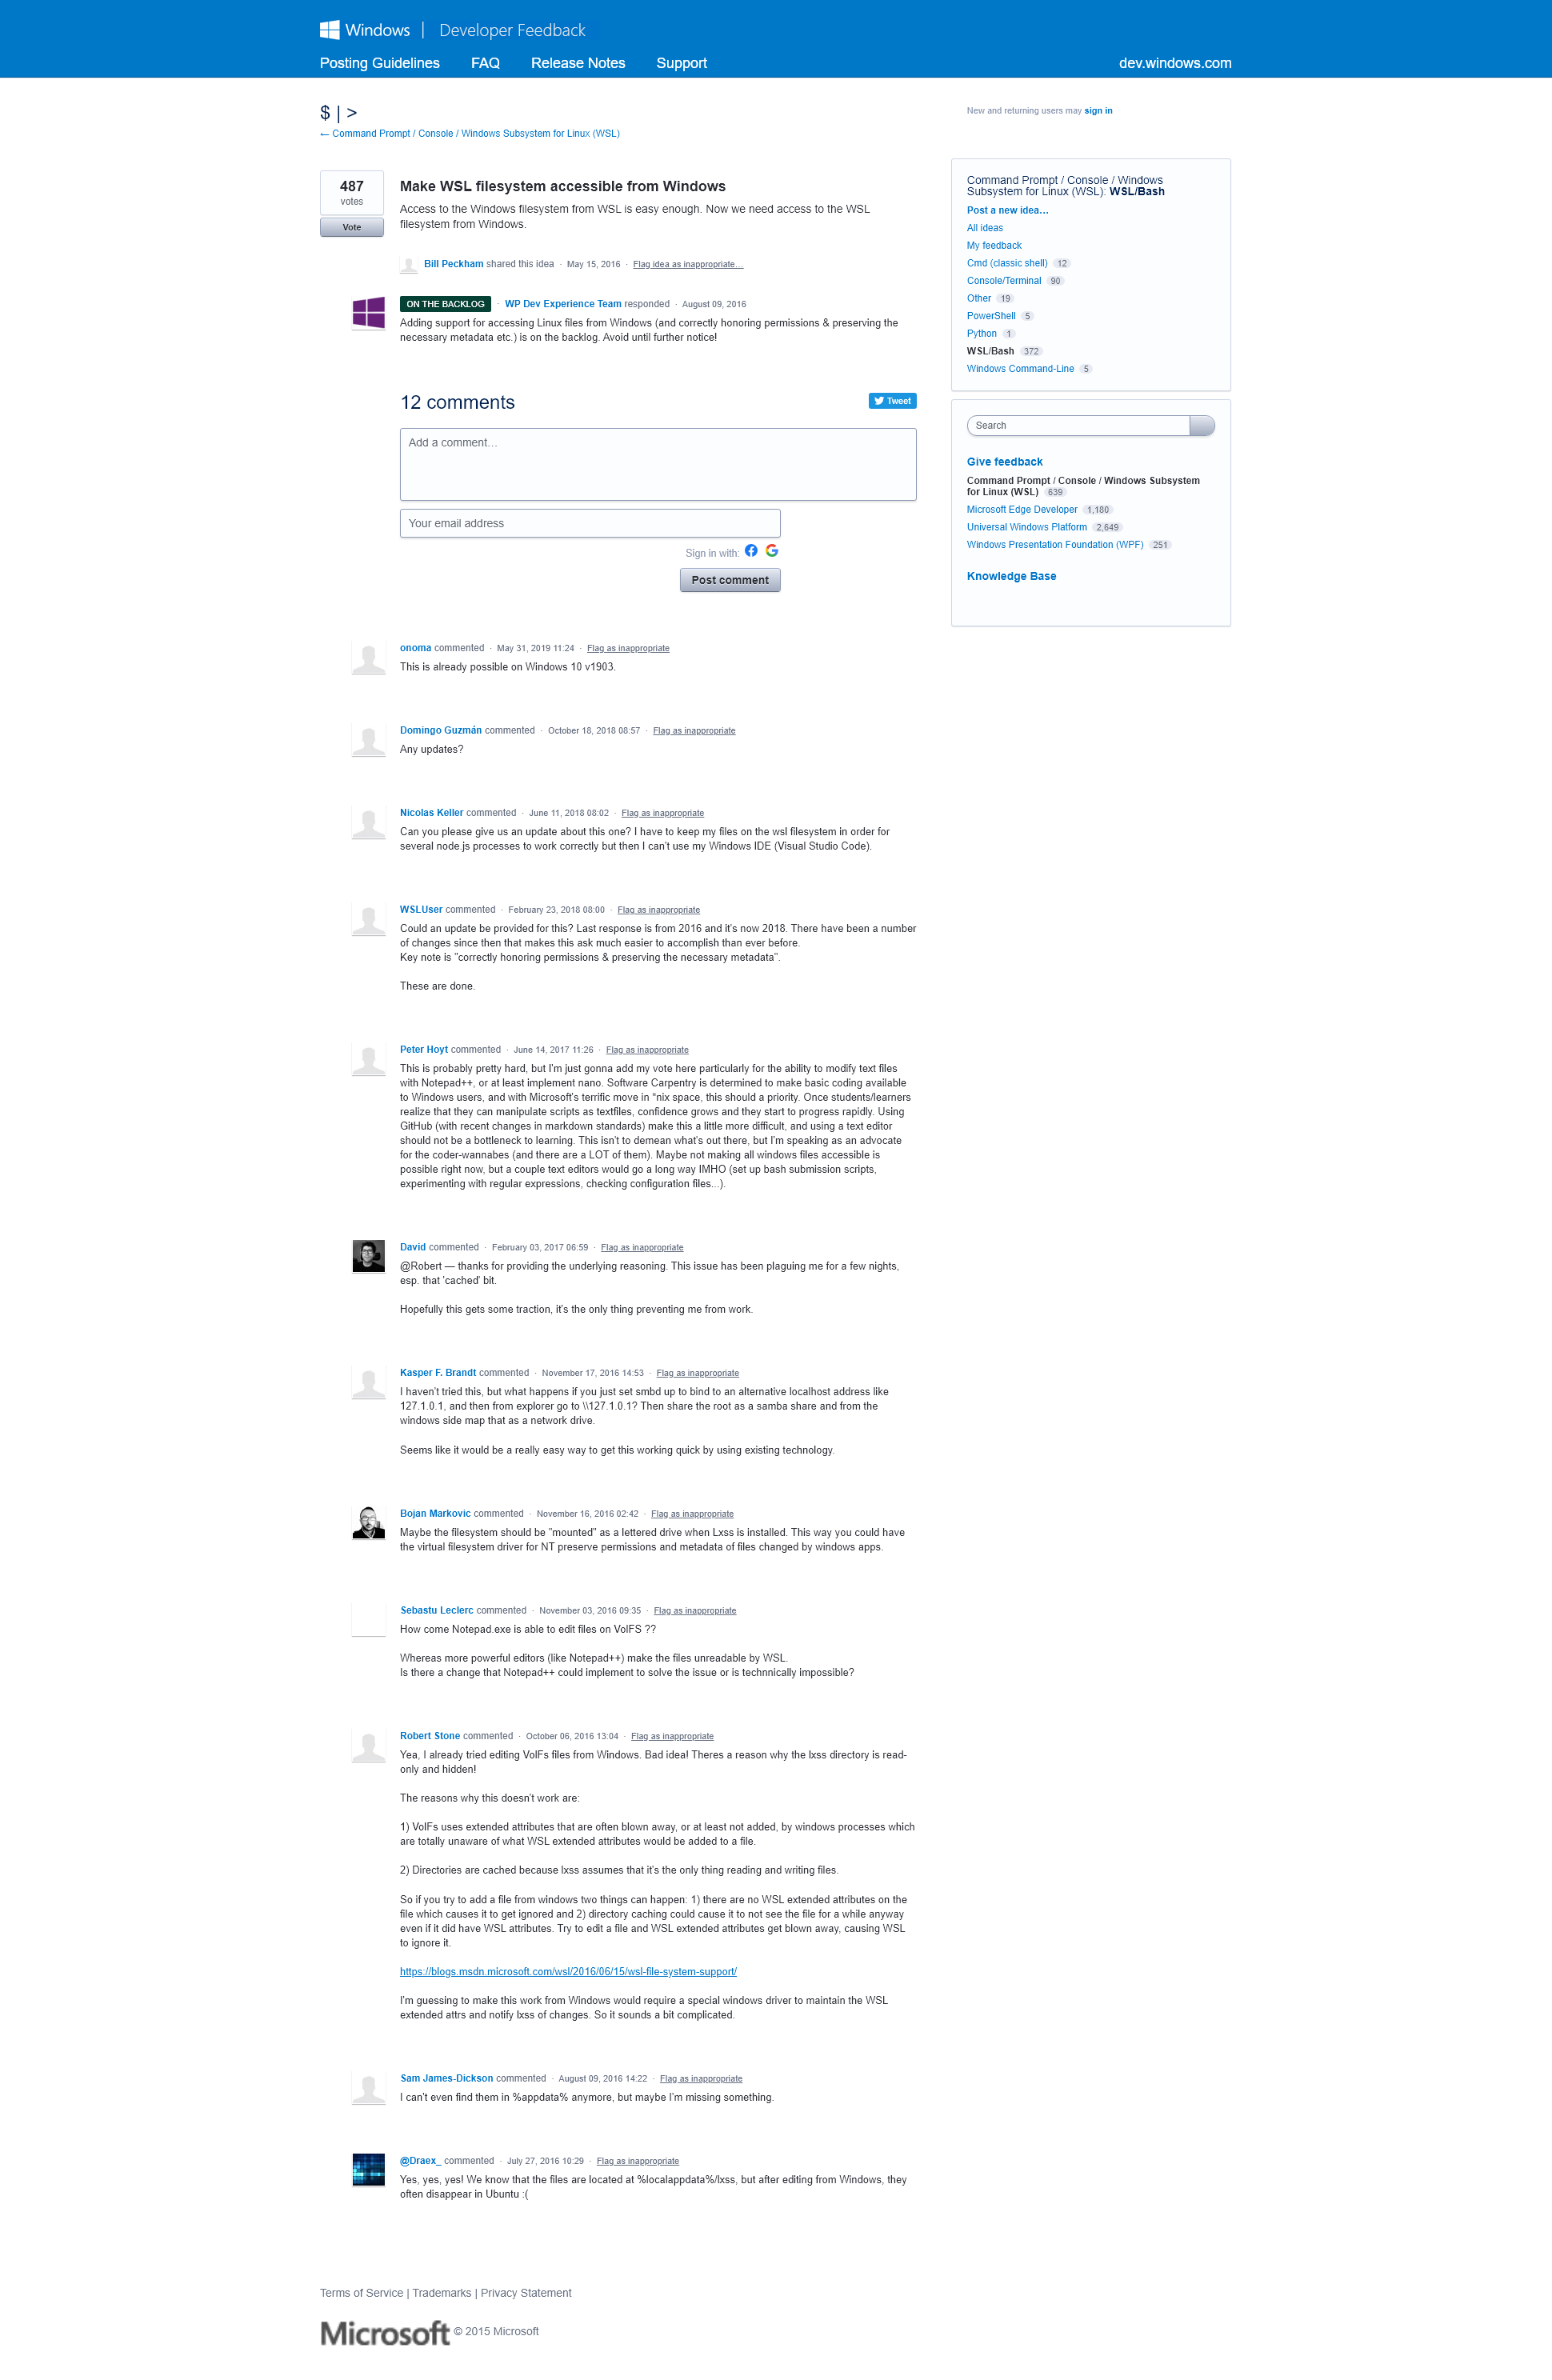 Windows | Developer Feedback
Posting Guidelines FAQ Release Notes Support dev.windows.com
$ | >
← Command Prompt / Console / Windows Subsystem for Linux (WSL)
New and returning users may sign in
487
votes
Vote
Make WSL filesystem accessible from Windows
Access to the Windows filesystem from WSL is easy enough. Now we need access to the WSL
filesystem from Windows.
Bill Peckham shared this idea · May 15, 2016 · Flag idea as inappropriate…
ON THE BACKLOG · WP Dev Experience Team responded · August 09, 2016
Adding support for accessing Linux files from Windows (and correctly honoring permissions & preserving the
necessary metadata etc.) is on the backlog. Avoid until further notice!
12 comments
Tweet
Add a comment…
Your email address
Sign in with:
Post comment
onoma commented · May 31, 2019 11:24 · Flag as inappropriate
This is already possible on Windows 10 v1903.
Domingo Guzmán commented · October 18, 2018 08:57 · Flag as inappropriate
Any updates?
Nicolas Keller commented · June 11, 2018 08:02 · Flag as inappropriate
Can you please give us an update about this one? I have to keep my files on the wsl filesystem in order for
several node.js processes to work correctly but then I can't use my Windows IDE (Visual Studio Code).
WSLUser commented · February 23, 2018 08:00 · Flag as inappropriate
Could an update be provided for this? Last response is from 2016 and it's now 2018. There have been a number
of changes since then that makes this ask much easier to accomplish than ever before.
Key note is "correctly honoring permissions & preserving the necessary metadata".
These are done.
Peter Hoyt commented · June 14, 2017 11:26 · Flag as inappropriate
This is probably pretty hard, but I'm just gonna add my vote here particularly for the ability to modify text files
with Notepad++, or at least implement nano. Software Carpentry is determined to make basic coding available
to Windows users, and with Microsoft's terrific move in *nix space, this should a priority. Once students/learners
realize that they can manipulate scripts as textfiles, confidence grows and they start to progress rapidly. Using
GitHub (with recent changes in markdown standards) make this a little more difficult, and using a text editor
should not be a bottleneck to learning. This isn't to demean what's out there, but I'm speaking as an advocate
for the coder-wannabes (and there are a LOT of them). Maybe not making all windows files accessible is
possible right now, but a couple text editors would go a long way IMHO (set up bash submission scripts,
experimenting with regular expressions, checking configuration files...).
David commented · February 03, 2017 06:59 · Flag as inappropriate
@Robert — thanks for providing the underlying reasoning. This issue has been plaguing me for a few nights,
esp. that 'cached' bit.
Hopefully this gets some traction, it's the only thing preventing me from work.
Kasper F. Brandt commented · November 17, 2016 14:53 · Flag as inappropriate
I haven't tried this, but what happens if you just set smbd up to bind to an alternative localhost address like
127.1.0.1, and then from explorer go to \\127.1.0.1? Then share the root as a samba share and from the
windows side map that as a network drive.
Seems like it would be a really easy way to get this working quick by using existing technology.
Bojan Markovic commented · November 16, 2016 02:42 · Flag as inappropriate
Maybe the filesystem should be "mounted" as a lettered drive when Lxss is installed. This way you could have
the virtual filesystem driver for NT preserve permissions and metadata of files changed by windows apps.
Sebastu Leclerc commented · November 03, 2016 09:35 · Flag as inappropriate
How come Notepad.exe is able to edit files on VolFS ??
Whereas more powerful editors (like Notepad++) make the files unreadable by WSL.
Is there a change that Notepad++ could implement to solve the issue or is technnically impossible?
Robert Stone commented · October 06, 2016 13:04 · Flag as inappropriate
Yea, I already tried editing VolFs files from Windows. Bad idea! Theres a reason why the lxss directory is read-
only and hidden!
The reasons why this doesn't work are:
1) VolFs uses extended attributes that are often blown away, or at least not added, by windows processes which
are totally unaware of what WSL extended attributes would be added to a file.
2) Directories are cached because lxss assumes that it's the only thing reading and writing files.
So if you try to add a file from windows two things can happen: 1) there are no WSL extended attributes on the
file which causes it to get ignored and 2) directory caching could cause it to not see the file for a while anyway
even if it did have WSL attributes. Try to edit a file and WSL extended attributes get blown away, causing WSL
to ignore it.
https://blogs.msdn.microsoft.com/wsl/2016/06/15/wsl-file-system-support/
I'm guessing to make this work from Windows would require a special windows driver to maintain the WSL
extended attrs and notify lxss of changes. So it sounds a bit complicated.
Sam James-Dickson commented · August 09, 2016 14:22 · Flag as inappropriate
I can't even find them in %appdata% anymore, but maybe I'm missing something.
@Draex_ commented · July 27, 2016 10:29 · Flag as inappropriate
Yes, yes, yes! We know that the files are located at %localappdata%/lxss, but after editing from Windows, they
often disappear in Ubuntu :(
Command Prompt / Console / Windows
Subsystem for Linux (WSL): WSL/Bash
Post a new idea…
All ideas
My feedback
Cmd (classic shell) 12
Console/Terminal 90
Other 19
PowerShell 5
Python 1
WSL/Bash 372
Windows Command-Line 5
Search
Give feedback
Command Prompt / Console / Windows Subsystem
for Linux (WSL) 639
Microsoft Edge Developer 1,180
Universal Windows Platform 2,649
Windows Presentation Foundation (WPF) 251
Knowledge Base
Terms of Service | Trademarks | Privacy Statement
Microsoft © 2015 Microsoft